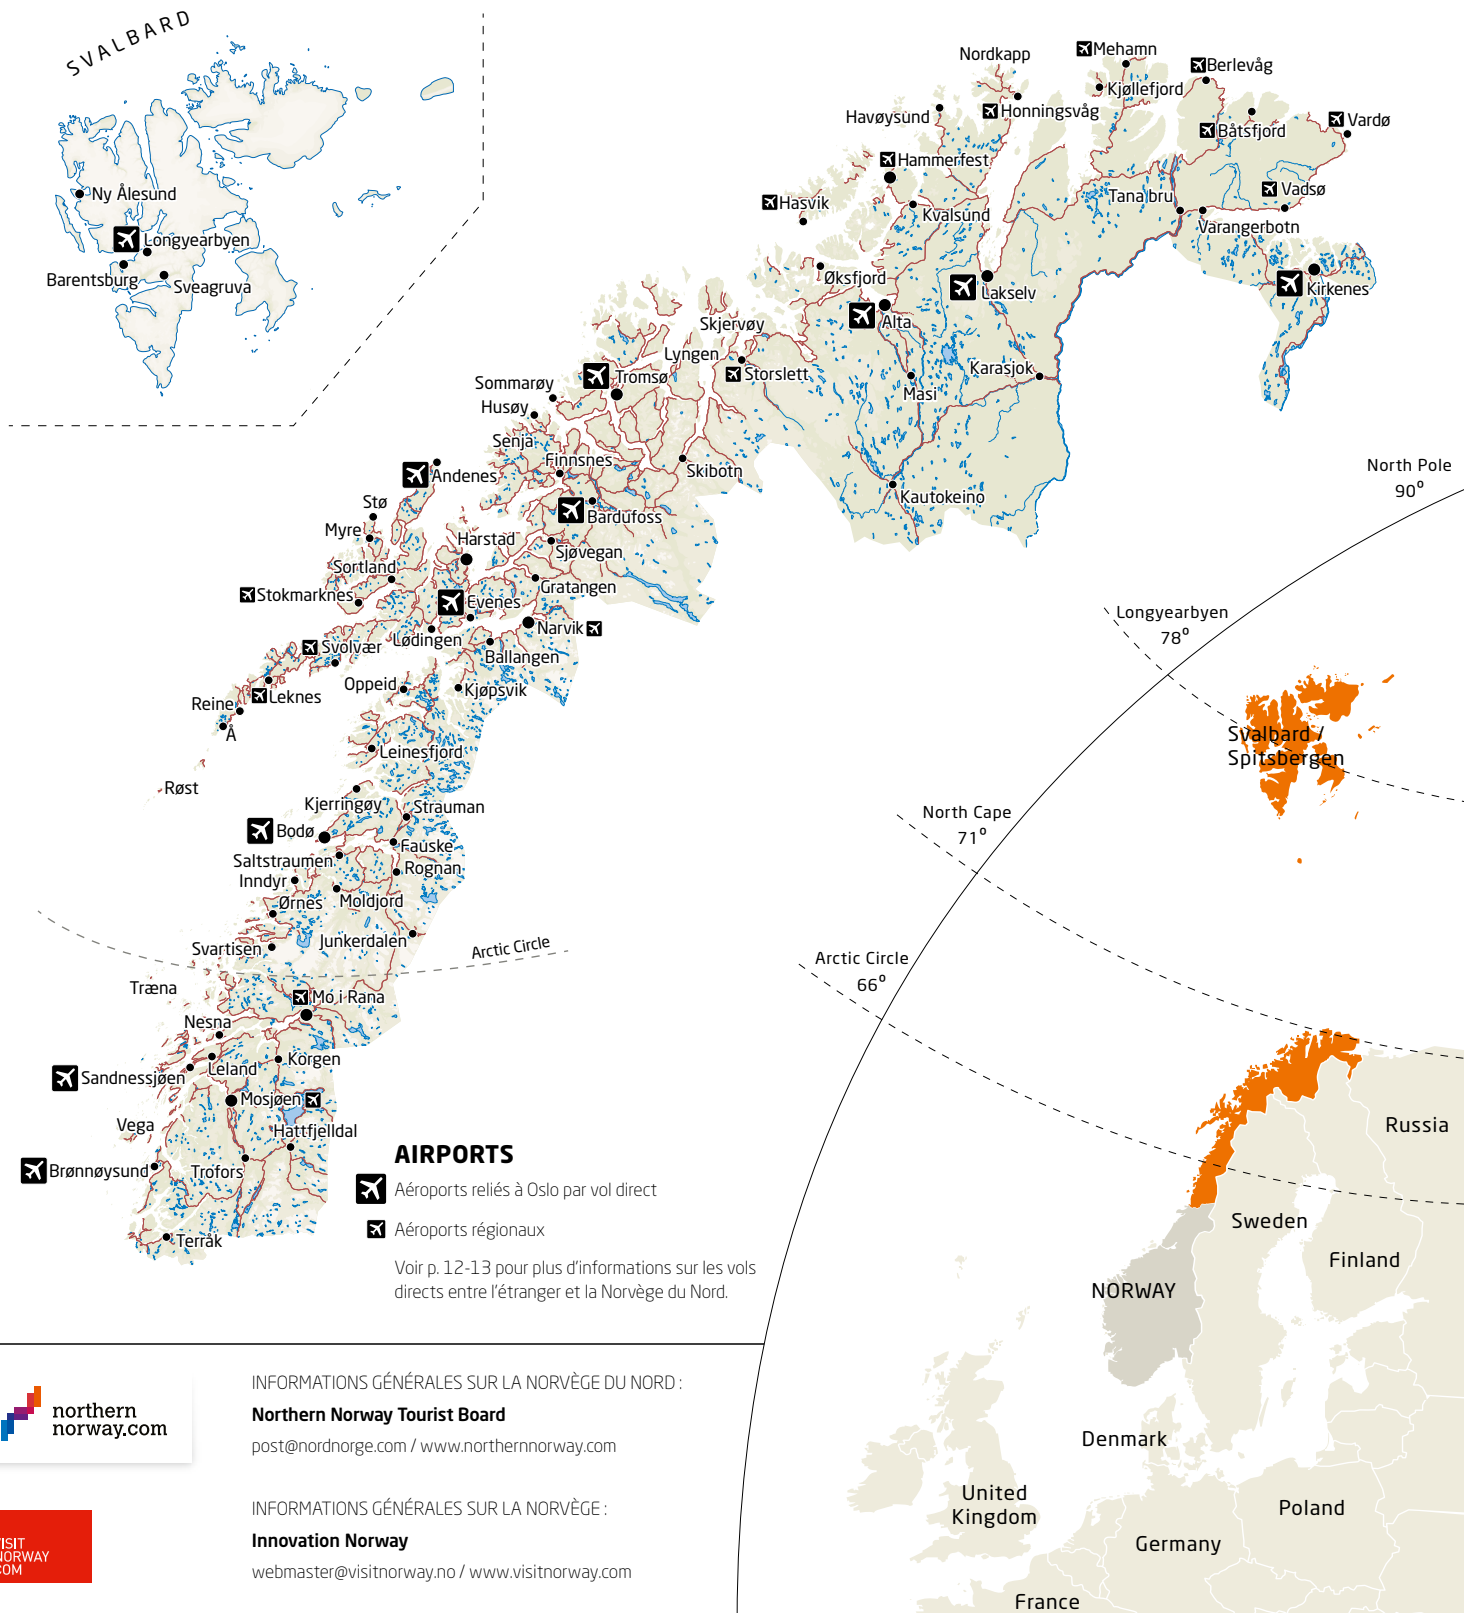 SVALBARD
Ny Ålesund
Longyearbyen
Barentsburg
Sveagruva
Nordkapp
Mehamn
Berlevåg
Kjøllefjord
Havøysund
Honningsvåg
Båtsfjord
Vardø
Hammerfest
Hasvik
Kvalsund
Tana bru
Vadsø
Varangerbotn
Øksfjord
Lakselv
Kirkenes
Alta
Skjervøy
Lyngen
Storslett
Karasjok
Masi
Tromsø
Sommarøy
Husøy
Senja
Finnsnes
Skibotn
Andenes
Kautokeino
Stø
Bardufoss
Myre
Harstad
Sjøvegan
Sortland
Gratangen
Stokmarknes
Evenes
Narvik
Lødingen
Svolvær
Ballangen
Oppeid
Kjøpsvik
Leknes
Reine
Å
Leinesfjord
Røst
Kjerringøy
Strauman
Bodø
Fauske
Saltstraumen
Rognan
Inndyr
Moldjord
Ørnes
Junkerdalen
Svartisen
Arctic Circle
Træna
Mo i Rana
Nesna
Korgen
Leland
Sandnessjøen
Mosjøen
Vega
Hattfjelldal
Brønnøysund
Trofors
Terråk
North Pole
90⁰
Longyearbyen
78⁰
Svalbard /
Spitsbergen
North Cape
71⁰
Arctic Circle
66⁰
Russia
Sweden
Finland
NORWAY
Denmark
United
Kingdom
Poland
Germany
France
AIRPORTS
Aéroports reliés à Oslo par vol direct
Aéroports régionaux
Voir p. 12-13 pour plus d'informations sur les vols
directs entre l'étranger et la Norvège du Nord.
northern
norway.com
INFORMATIONS GÉNÉRALES SUR LA NORVÈGE DU NORD :
Northern Norway Tourist Board
post@nordnorge.com / www.northernnorway.com
VISIT
NORWAY
COM
INFORMATIONS GÉNÉRALES SUR LA NORVÈGE :
Innovation Norway
webmaster@visitnorway.no / www.visitnorway.com